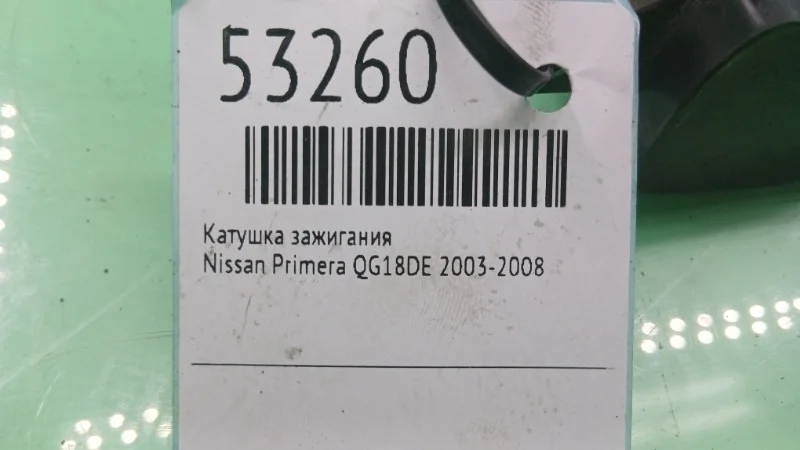 53260
Катушка зажигания
Nissan Primera QG18DE 2003-2008